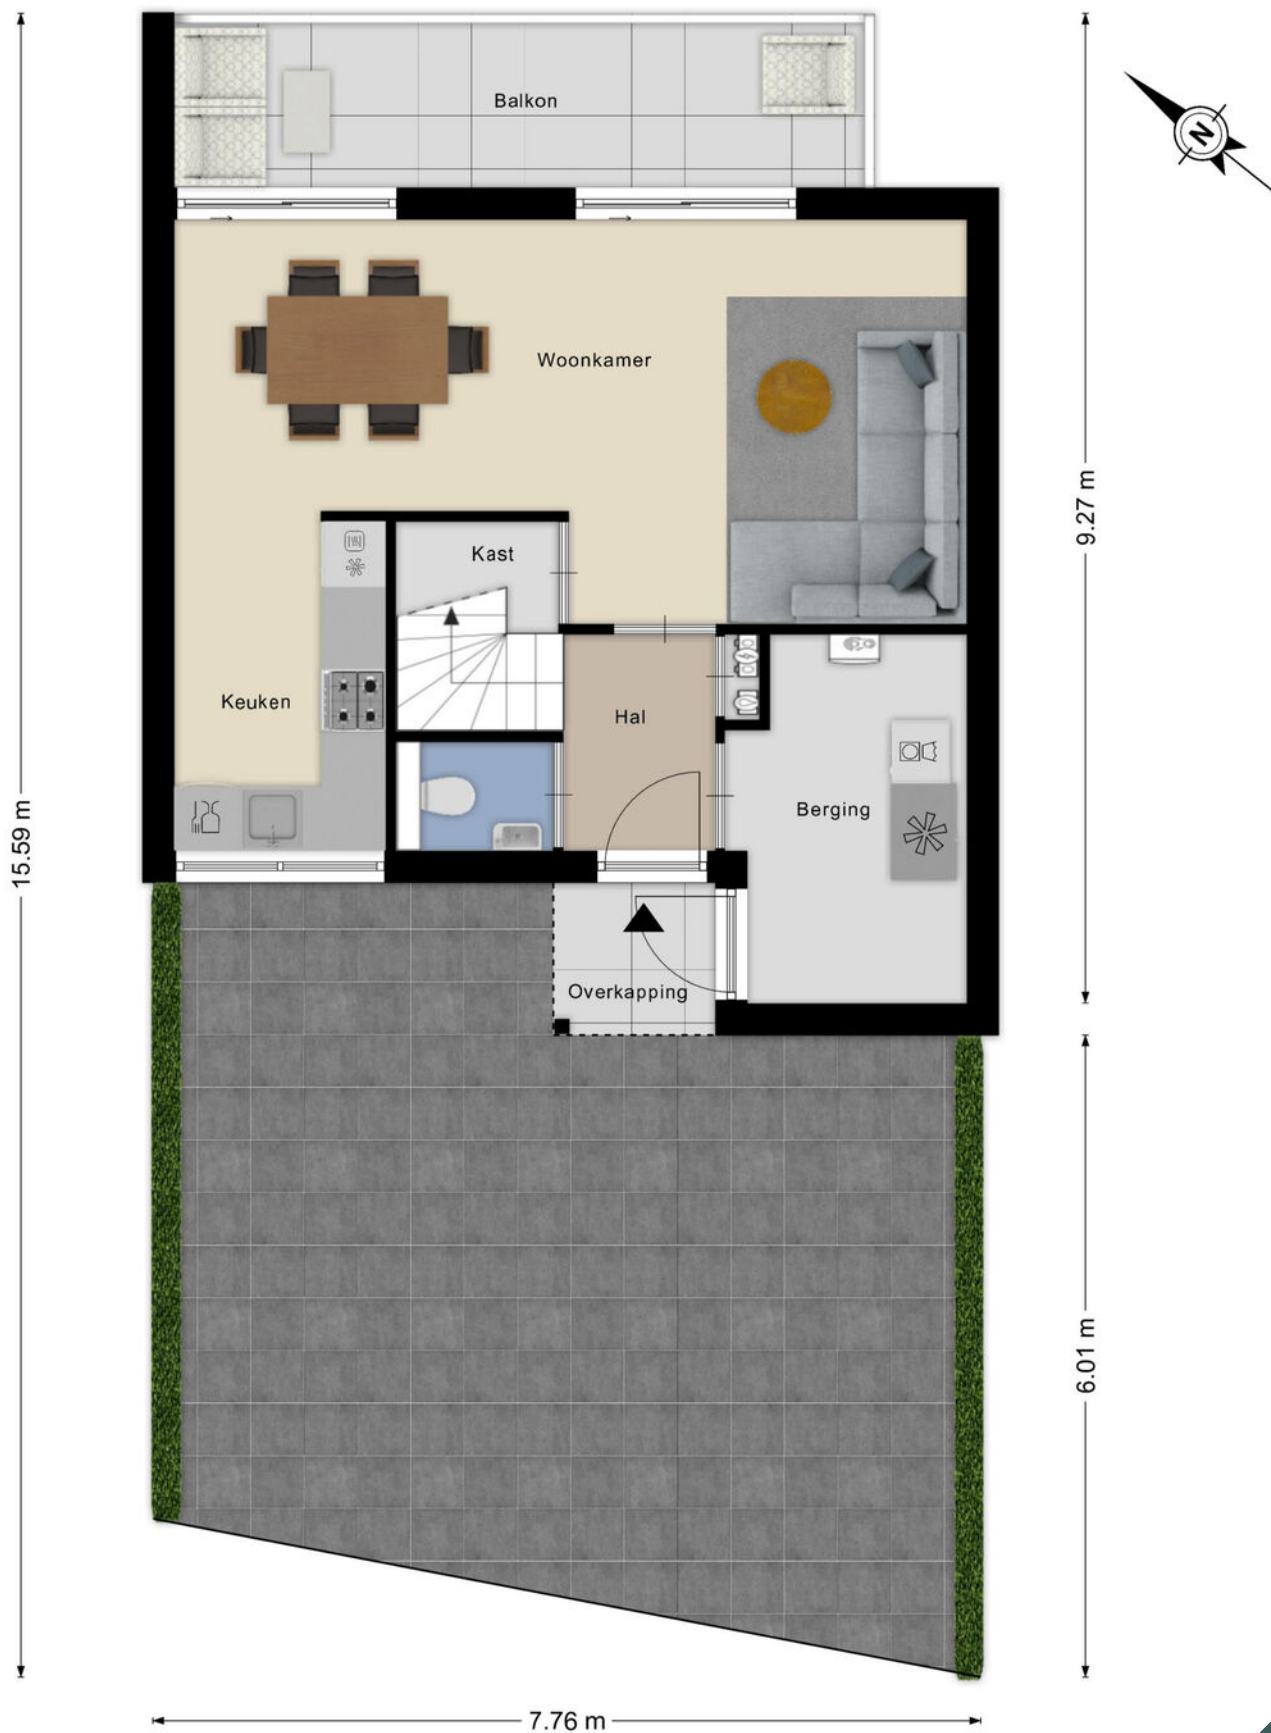 Balkon
N
Woonkamer
9.27 m
Kast
Keuken
Hal
Berging
15.59 m
Overkapping
6.01 m
7.76 m